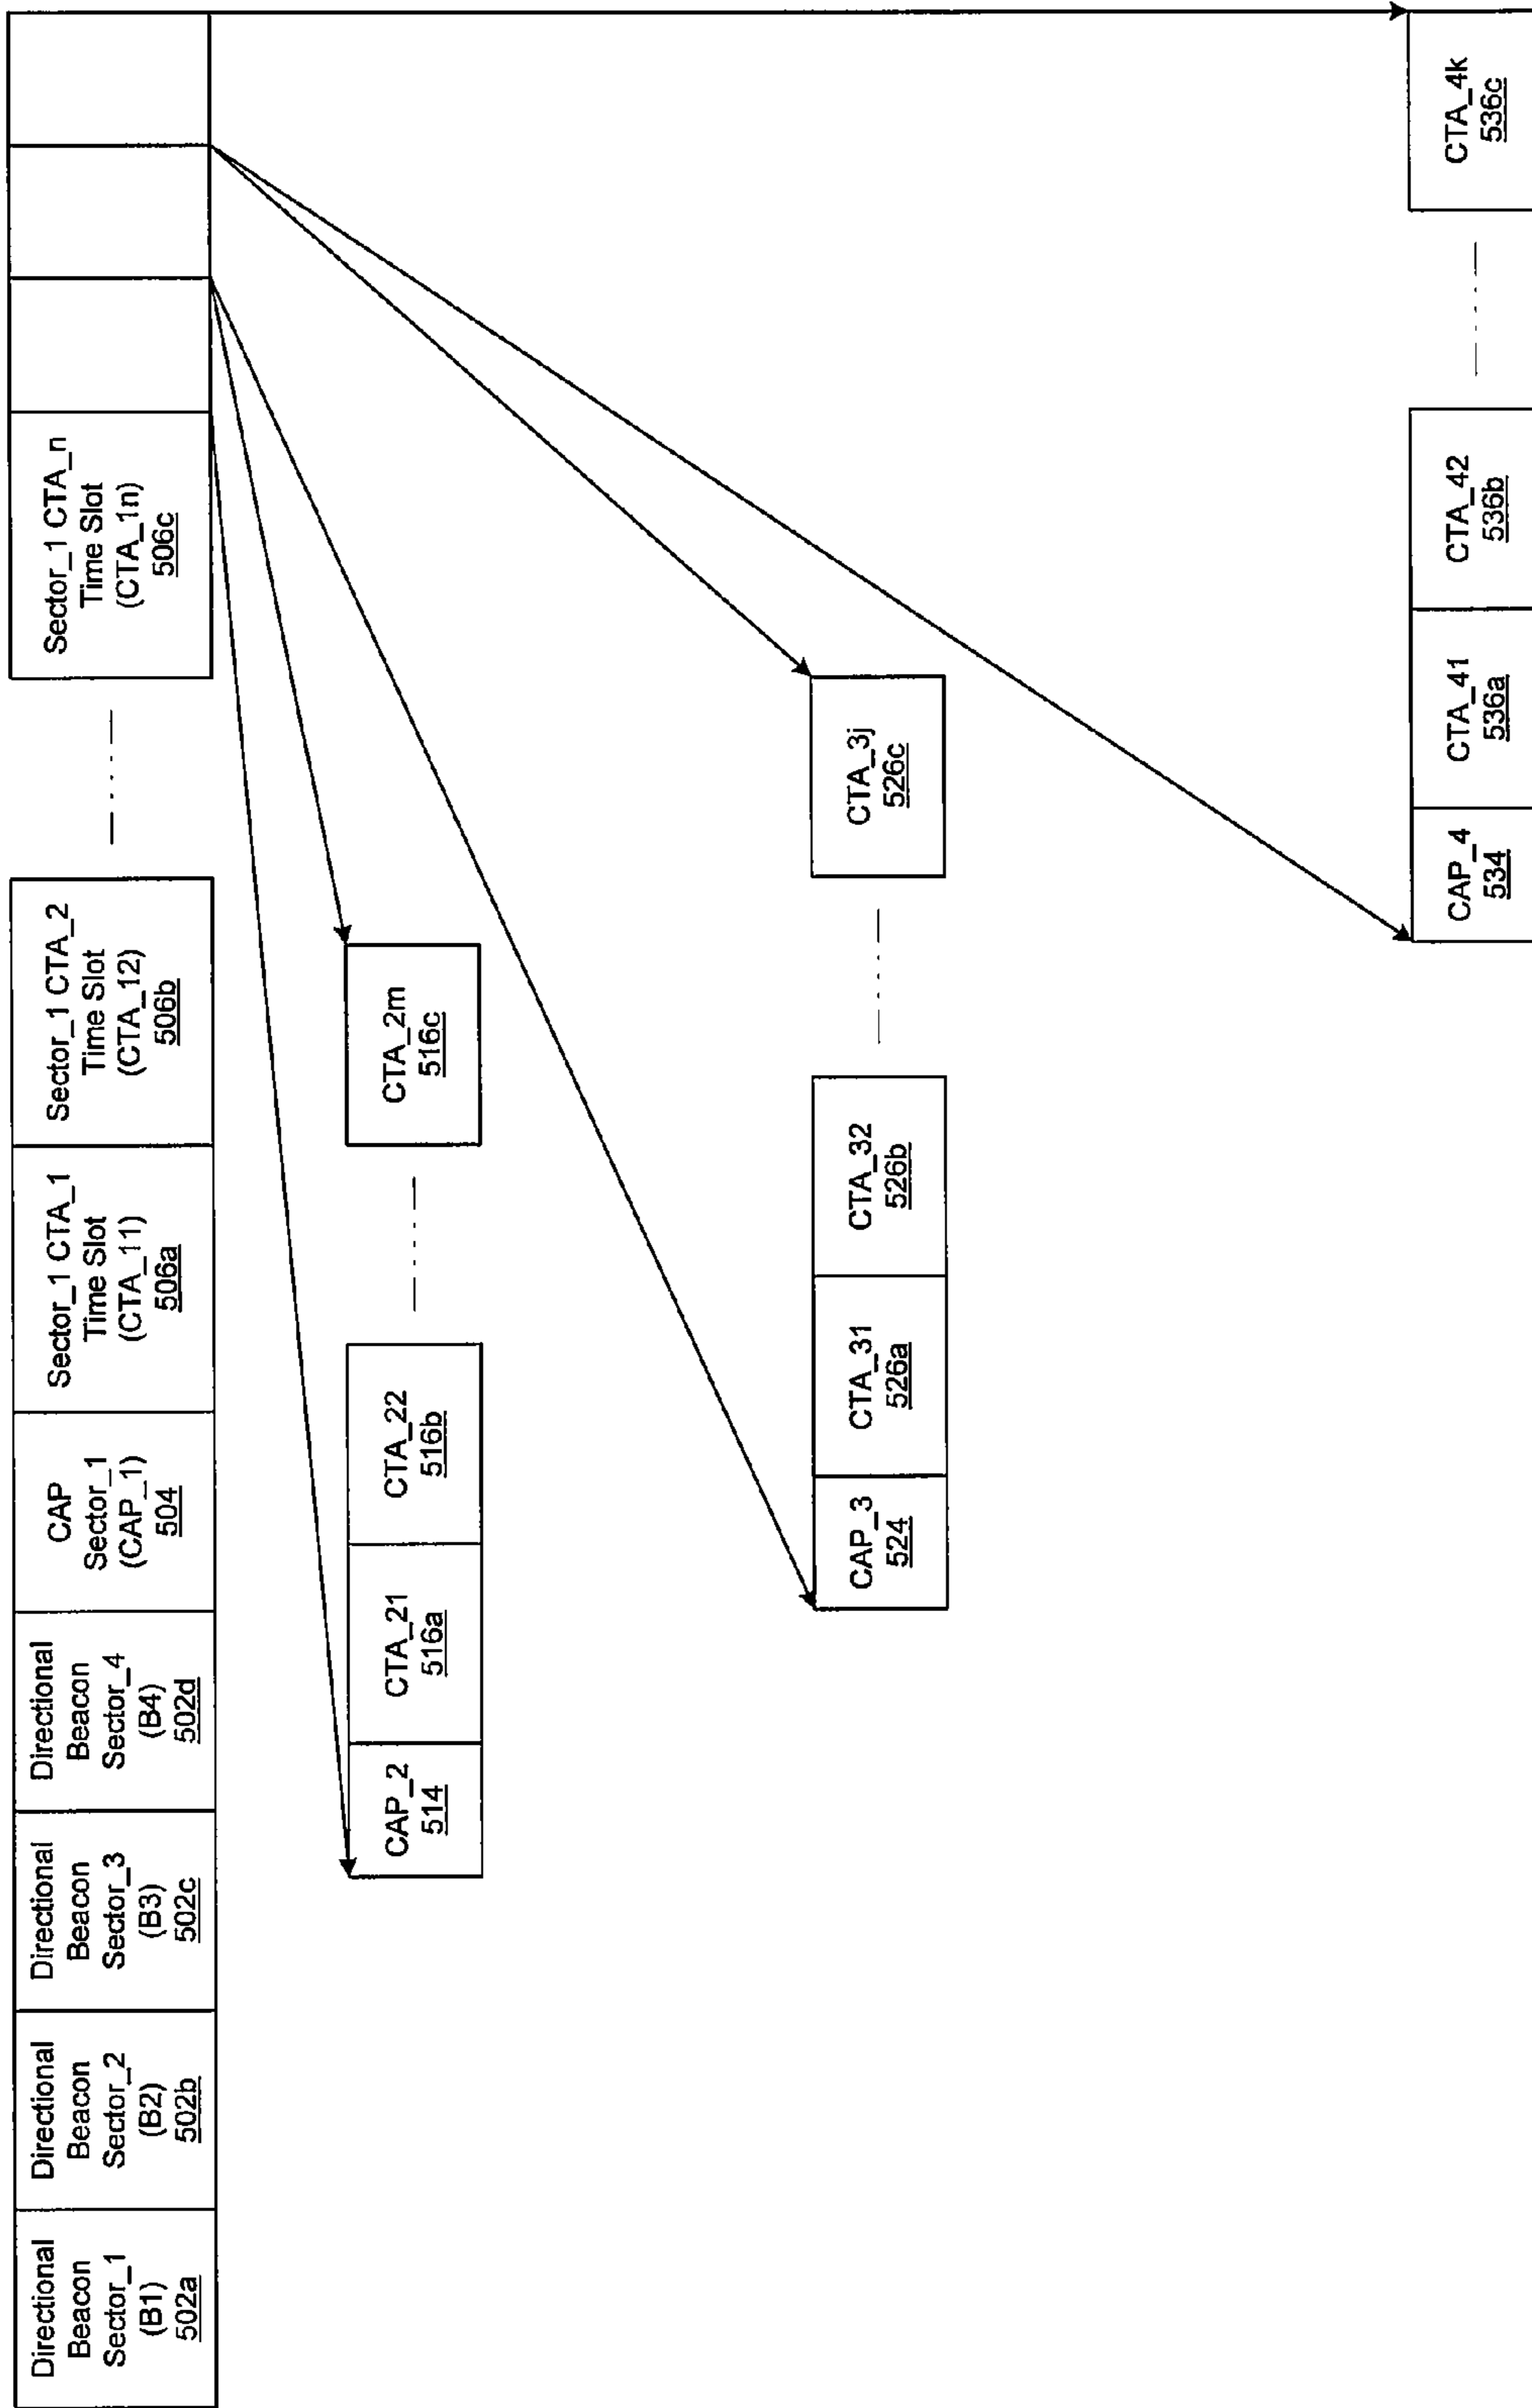 Directional
Beacon
Sector_1
(B1)
502a
Directional
Beacon
Sector_2
(B2)
502b
Directional
Beacon
Sector_3
(B3)
502c
Directional
Beacon
Sector_4
(B4)
502d
CAP
Sector_1
(CAP_1)
504
Sector_1 CTA_1
Time Slot
(CTA_11)
506a
Sector_1 CTA_2
Time Slot
(CTA_12)
506b
Sector_1 CTA_n
Time Slot
(CTA_1n)
506c
CAP_2
514
CTA_21
516a
CTA_22
516b
CTA_2m
516c
CAP_3
524
CTA_31
526a
CTA_32
526b
CTA_3j
526c
CAP_4
534
CTA_41
536a
CTA_42
536b
CTA_4k
536c